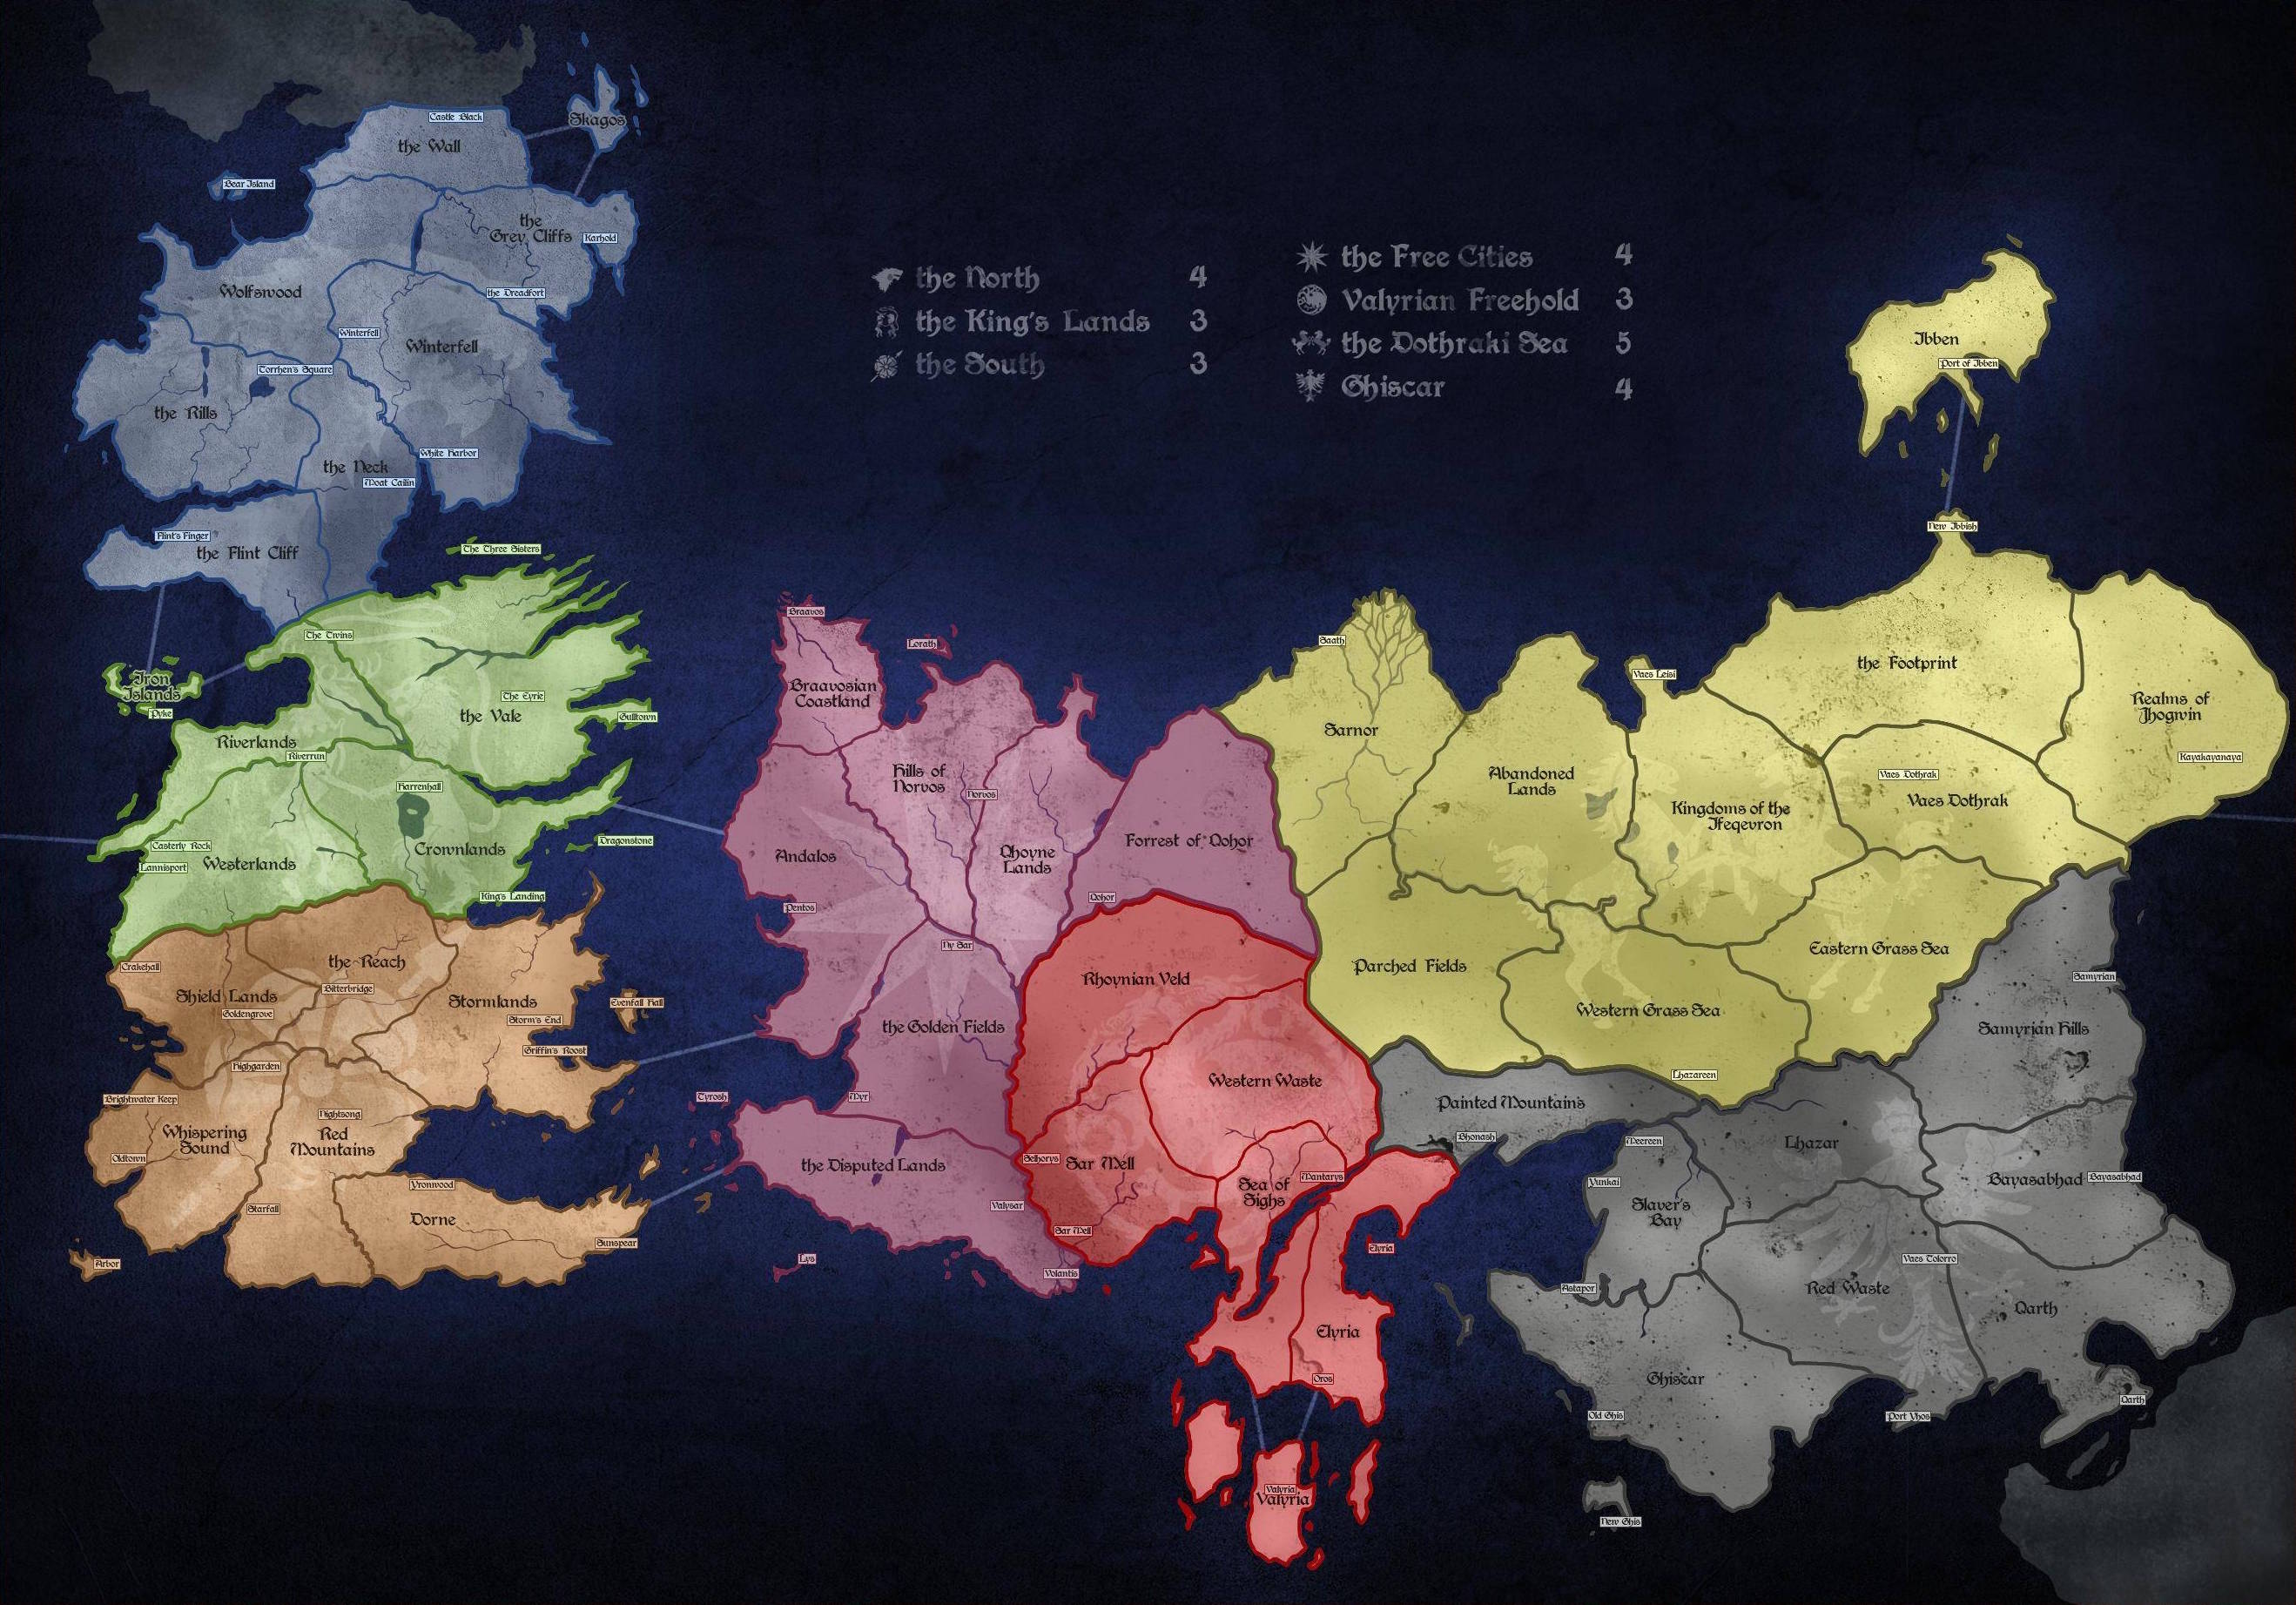 Castle Black
the Wall
Skagos
Bear Island
the
Grey Cliffs
Karhold
Wolfswood
the Dreadfort
Winterfell
Winterfell
Torrhen's Square
the Rills
White Harbor
the Neck
Moat Cailin
Flint's Finger
the Flint Cliff
the North 4
the King's Lands 3
the South 3
the Free Cities 4
Valyrian Freehold 3
the Dothraki Sea 5
Ghiscar 4
The Three Sisters
The Twins
Iron
Islands
Pyke
The Eyrie
the Vale
Gulltown
Riverlands
Riverrun
Harrenhall
Casterly Rock
Lannisport
Westerlands
Crownlands
Dragonstone
King's Landing
Crakehall
the Reach
Shield Lands
Bitterbridge
Goldengrove
Stormlands
Evenfall Hall
Storm's End
Griffin's Roost
Highgarden
Brightwater Keep
Nightsong
Whispering
Sound
Red
Mountains
Oldtown
Yronwood
Starfall
Dorne
Sunspear
Arbor
Braavos
Lorath
Braavosian
Coastland
Hills of
Norvos
Norvos
Andalos
Qhoyne
Lands
Forrest of Qohor
Qohor
Pentos
Ny Sar
the Golden Fields
Tyrosh
Myr
the Disputed Lands
Valysar
Lys
Volantis
Rhoynian Veld
Western Waste
Selhorys
Sar Mell
Sea of
Sighs
Mantarys
Sar Mell
Elyria
Elyria
Oros
Valyria
Valyria
Ibben
Port of Ibben
New Ibbish
Saath
Vaes Leisi
the Footprint
Realms of
Jhogwin
Kayakayanaya
Sarnor
Abandoned
Lands
Kingdoms of the
Ifeqevron
Vaes Dothrak
Vaes Dothrak
Parched Fields
Eastern Grass Sea
Western Grass Sea
Lhazareen
Samyrian
Samyrian Hills
Painted Mountains
Bhorash
Meereen
Lhazar
Bayasabhad
Bayasabhad
Yunkai
Slaver's
Bay
Vaes Tolorro
Astapor
Red Waste
Qarth
Ghiscar
Old Ghis
Port Yhos
Qarth
New Ghis